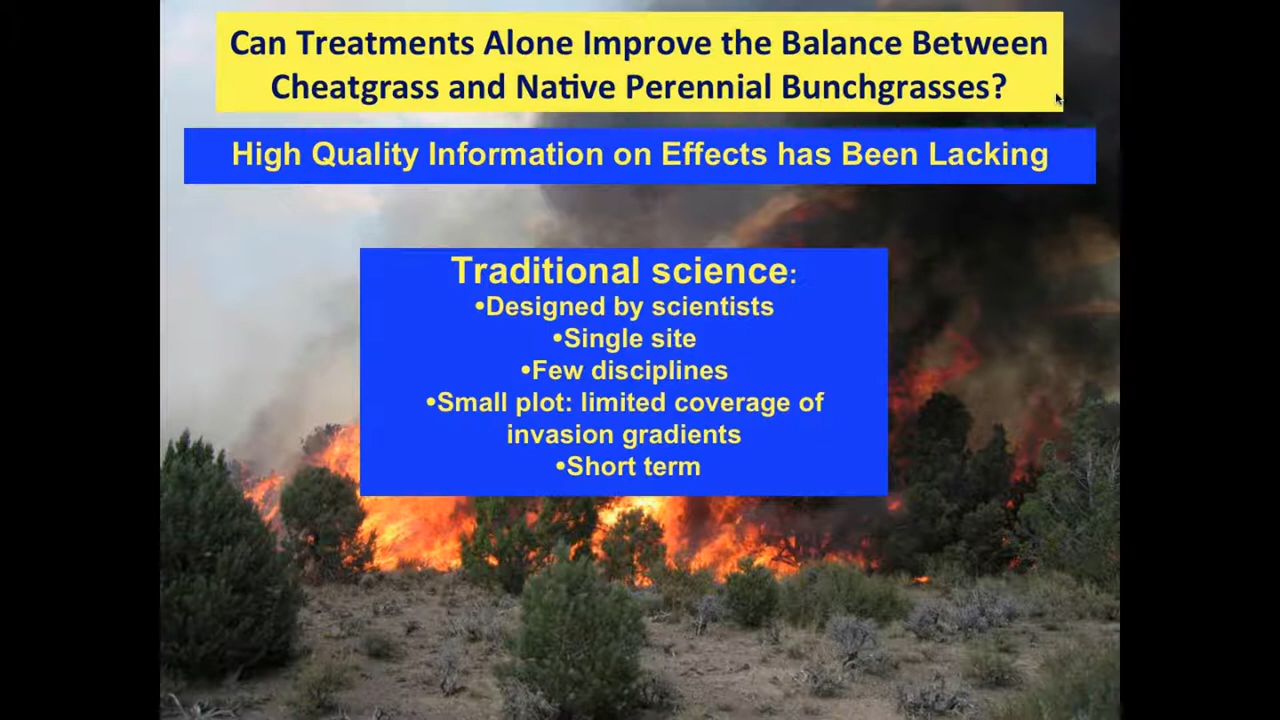 Can Treatments Alone Improve the Balance Between
Cheatgrass and Native Perennial Bunchgrasses?
High Quality Information on Effects has Been Lacking
Traditional science:
•Designed by scientists
•Single site
•Few disciplines
•Small plot: limited coverage of
invasion gradients
•Short term